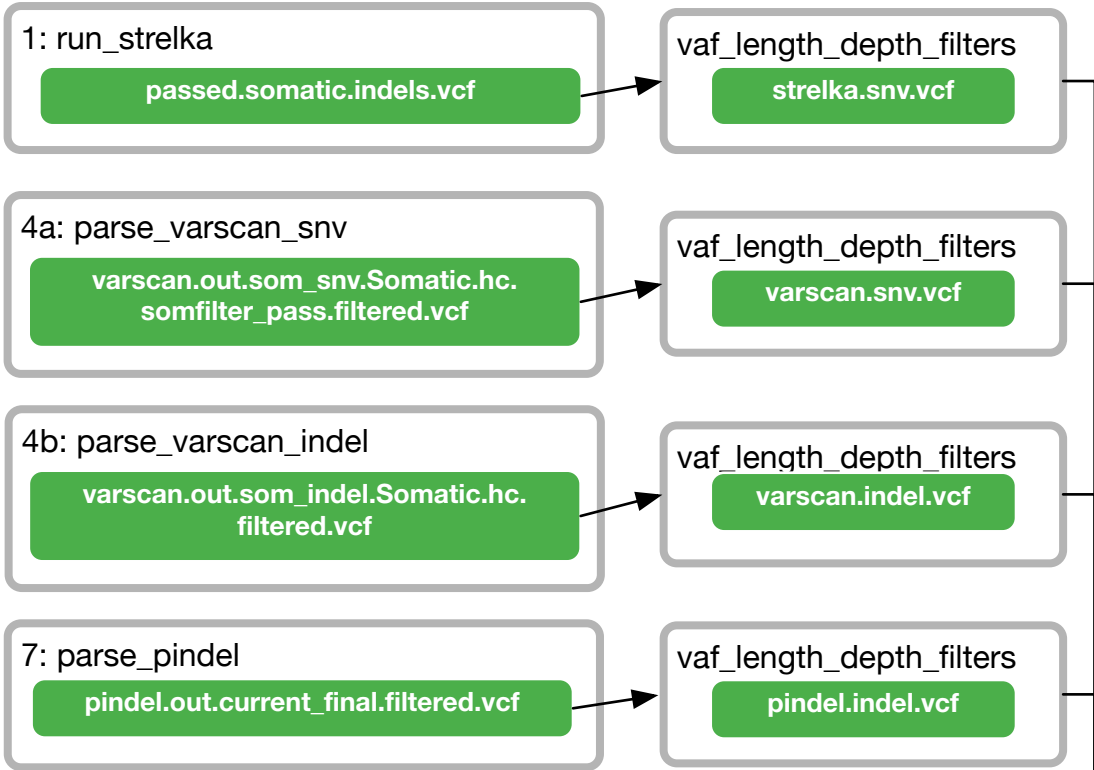 1: run_strelka
passed.somatic.indels.vcf
vaf_length_depth_filters
strelka.snv.vcf
4a: parse_varscan_snv
varscan.out.som_snv.Somatic.hc.
somfilter_pass.filtered.vcf
vaf_length_depth_filters
varscan.snv.vcf
4b: parse_varscan_indel
varscan.out.som_indel.Somatic.hc.
filtered.vcf
vaf_length_depth_filters
varscan.indel.vcf
7: parse_pindel
pindel.out.current_final.filtered.vcf
vaf_length_depth_filters
pindel.indel.vcf